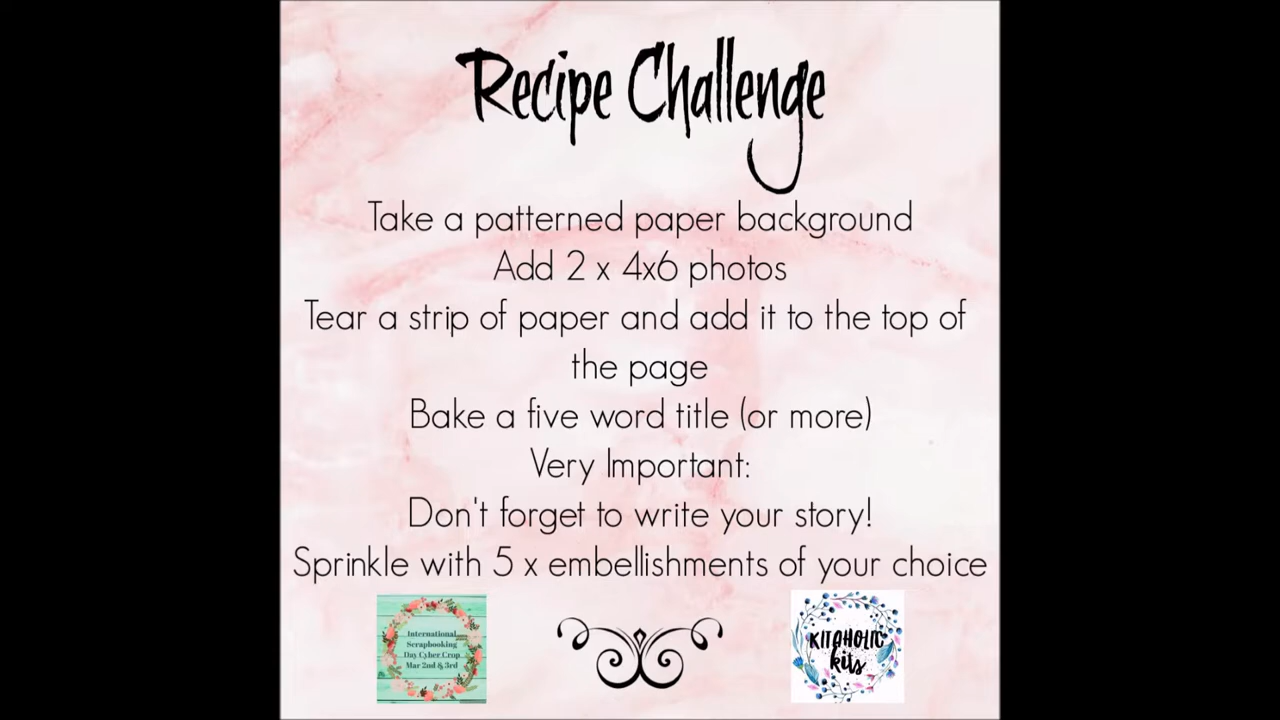 Recipe Challenge
Take a patterned paper background
Add 2 x 4x6 photos
Tear a strip of paper and add it to the top of
the page
Bake a five word title (or more)
Very Important:
Don't forget to write your story!
Sprinkle with 5 x embellishments of your choice
International
Scrapbooking
Day Cyber Crop
Mar 2nd & 3rd
KITAHOLIC
kits